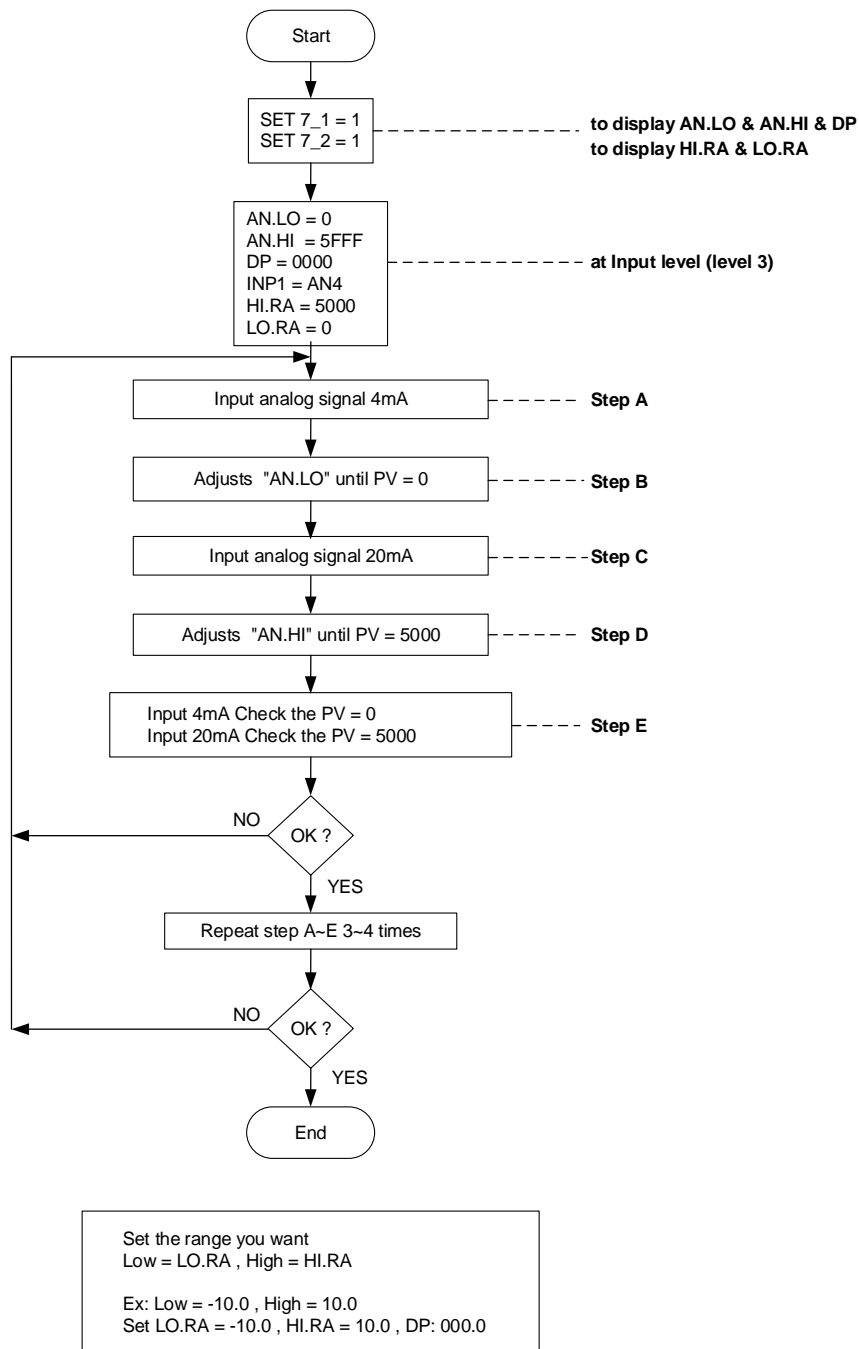 Start
SET 7_1 = 1
SET 7_2 = 1
to display AN.LO & AN.HI & DP
to display HI.RA & LO.RA
AN.LO = 0
AN.HI = 5FFF
DP = 0000
INP1 = AN4
HI.RA = 5000
LO.RA = 0
at Input level (level 3)
Input analog signal 4mA
Step A
Adjusts "AN.LO" until PV = 0
Step B
Input analog signal 20mA
Step C
Adjusts "AN.HI" until PV = 5000
Step D
Input 4mA Check the PV = 0
Input 20mA Check the PV = 5000
Step E
NO
OK ?
YES
Repeat step A~E 3~4 times
NO
OK ?
YES
End
Set the range you want
Low = LO.RA , High = HI.RA
Ex: Low = -10.0 , High = 10.0
Set LO.RA = -10.0 , HI.RA = 10.0 , DP: 000.0